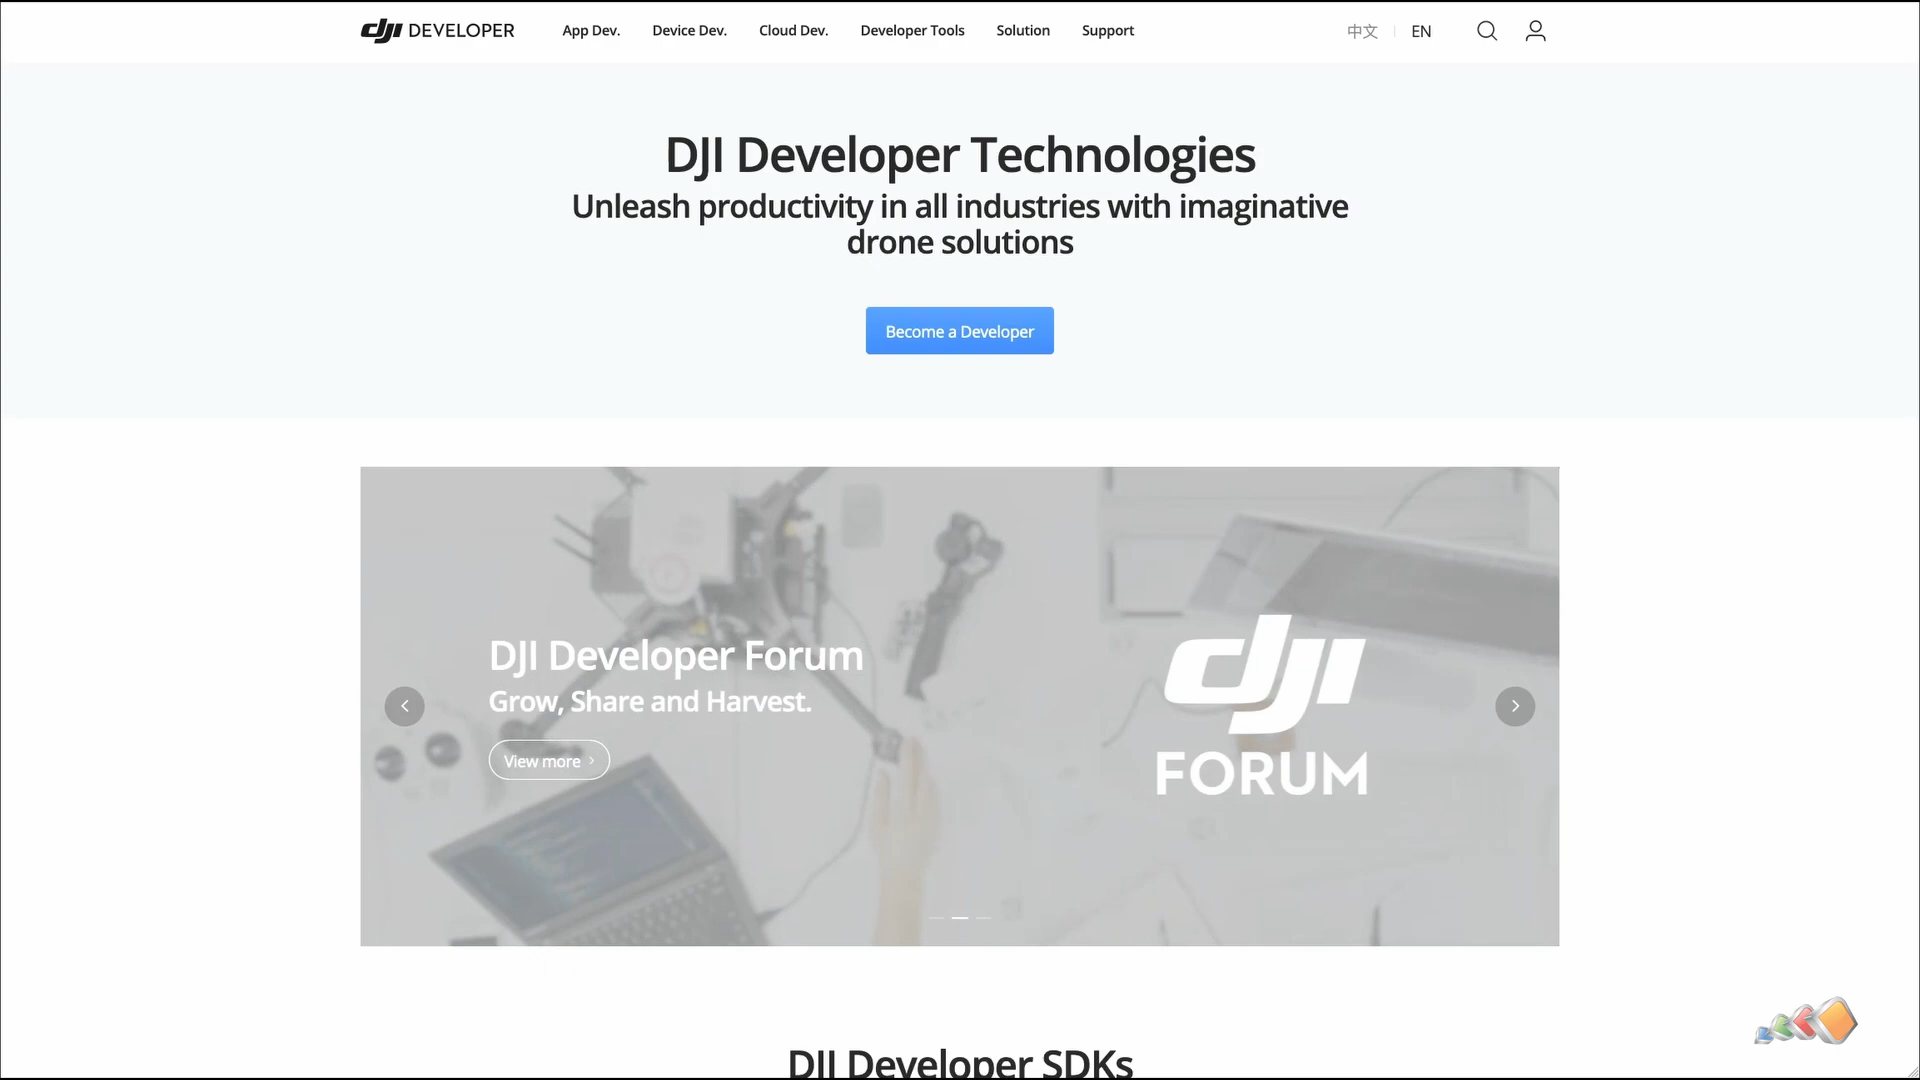 dji DEVELOPER
App Dev.
Device Dev.
Cloud Dev.
Developer Tools
Solution
Support
中文
EN
DJI Developer Technologies
Unleash productivity in all industries with imaginative
drone solutions
Become a Developer
DJI Developer Forum
Grow, Share and Harvest.
View more
dji
FORUM
DJI Developer SDKs